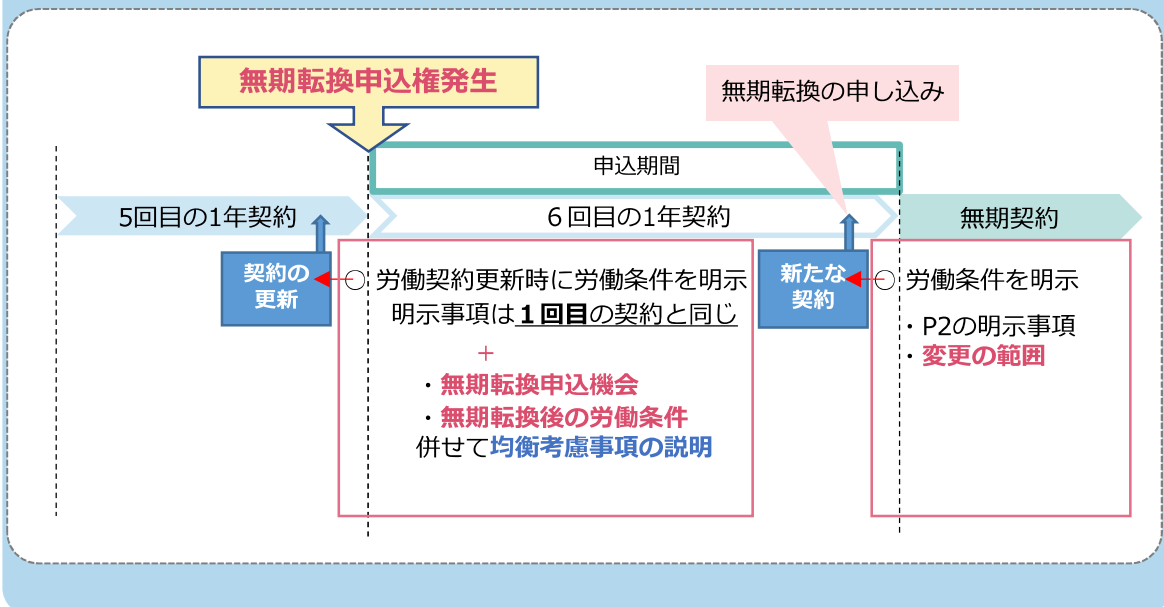 無期転換申込権発生
無期転換の申し込み
申込期間
5回目の1年契約
６回目の1年契約
無期契約
契約の
更新
○ 労働契約更新時に労働条件を明示
明示事項は１回目の契約と同じ
＋
・無期転換申込機会
・無期転換後の労働条件
併せて均衡考慮事項の説明
新たな
契約
○ 労働条件を明示
・P2の明示事項
・変更の範囲